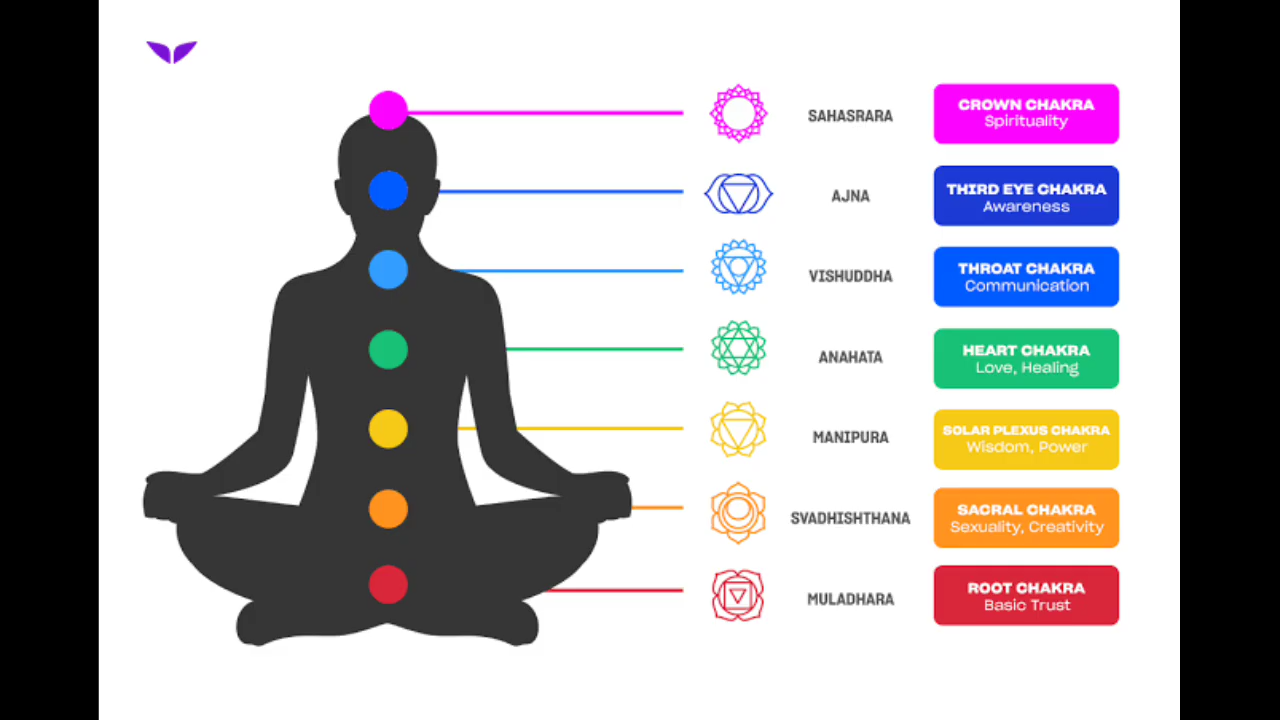 SAHASRARA
CROWN CHAKRA
Spirituality
AJNA
THIRD EYE CHAKRA
Awareness
VISHUDDHA
THROAT CHAKRA
Communication
ANAHATA
HEART CHAKRA
Love, Healing
MANIPURA
SOLAR PLEXUS CHAKRA
Wisdom, Power
SVADHISHTHANA
SACRAL CHAKRA
Sexuality, Creativity
MULADHARA
ROOT CHAKRA
Basic Trust